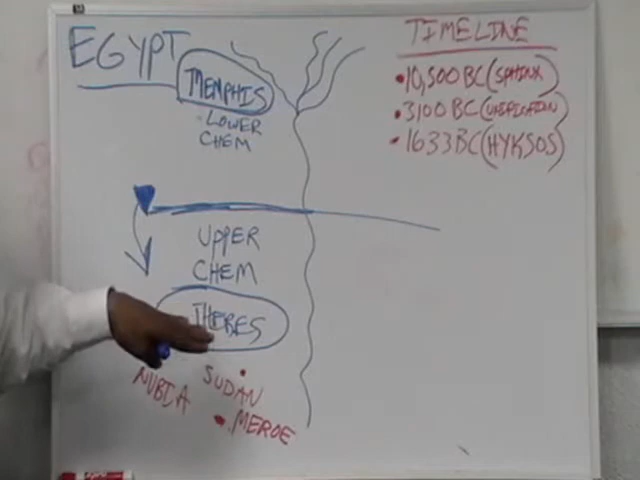 EGYPT
MEMPHIS
LOWER
CHEM
UPPER
CHEM
THEBES
NUBIA
SUDAN
• MEROE
TIMELINE
• 10,500 BC (SPHINX)
• 3100 BC (UNIFICATION)
• 1633 BC (HYKSOS)